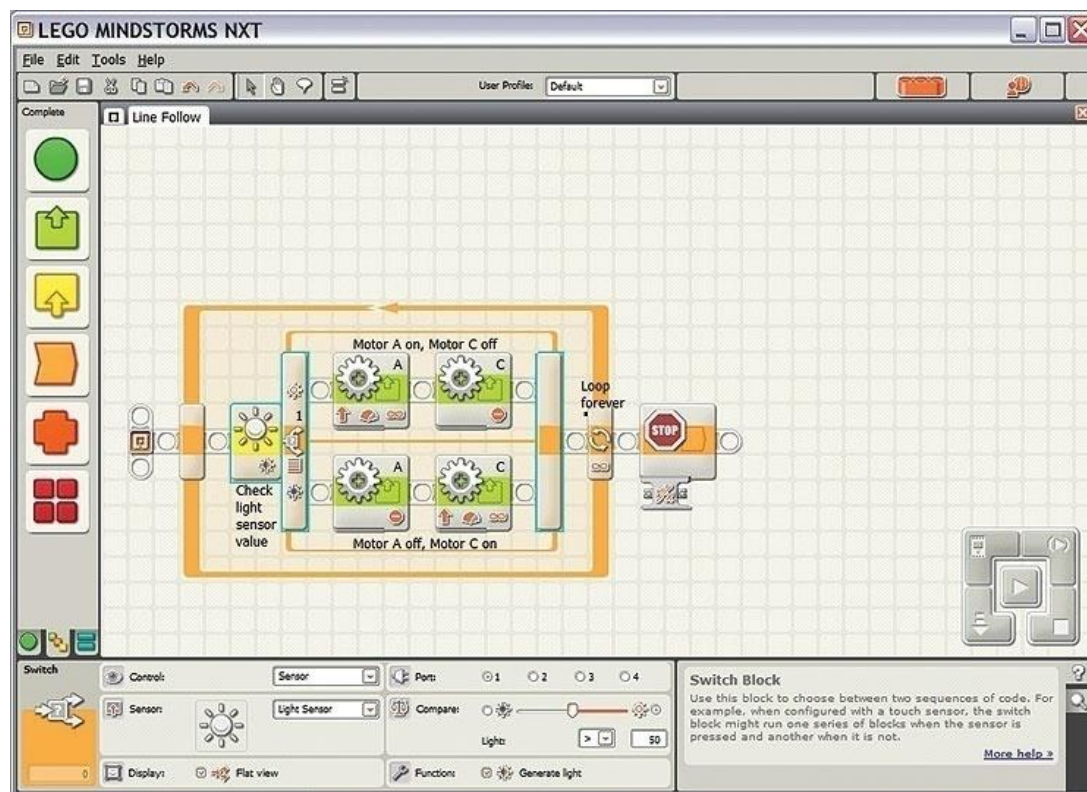 LEGO MINDSTORMS NXT
File Edit Tools Help
User Profile: Default
Complete
Line Follow
Motor A on, Motor C off
A C
Loop
forever
1
STOP
A C
Check
light
sensor
value
Motor A off, Motor C on
Switch
Control: Sensor
Port: 1 2 3 4
Sensor: Light Sensor
Compare:
Light: > 50
0
Display: Flat view
Function: Generate light
Switch Block
Use this block to choose between two sequences of code. For
example, when configured with a touch sensor, the switch
block might run one series of blocks when the sensor is
pressed and another when it is not.
More help »